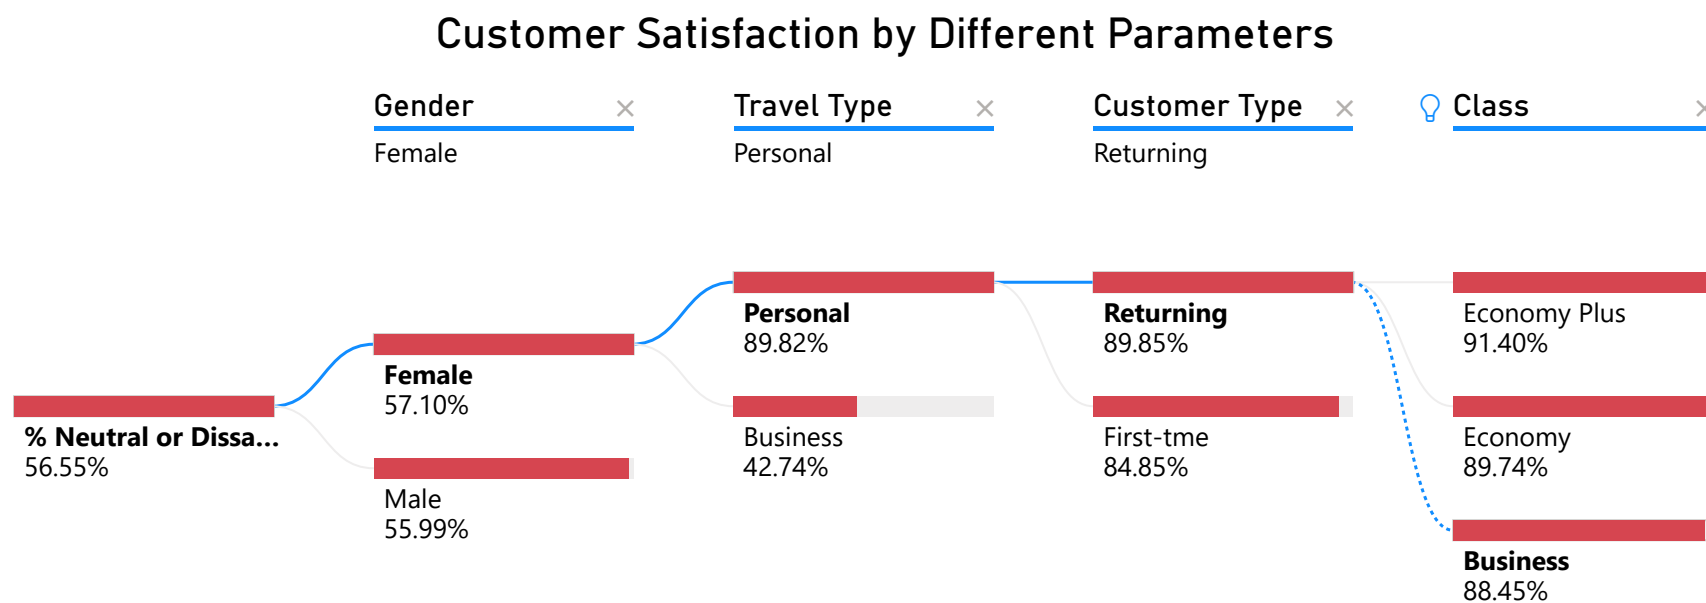 Customer Satisfaction by Different Parameters
Gender
Travel Type
Customer Type
Class
Female
Personal
Returning
% Neutral or Dissa...
56.55%
Female
57.10%
Male
55.99%
Personal
89.82%
Business
42.74%
Returning
89.85%
First-tme
84.85%
Economy Plus
91.40%
Economy
89.74%
Business
88.45%